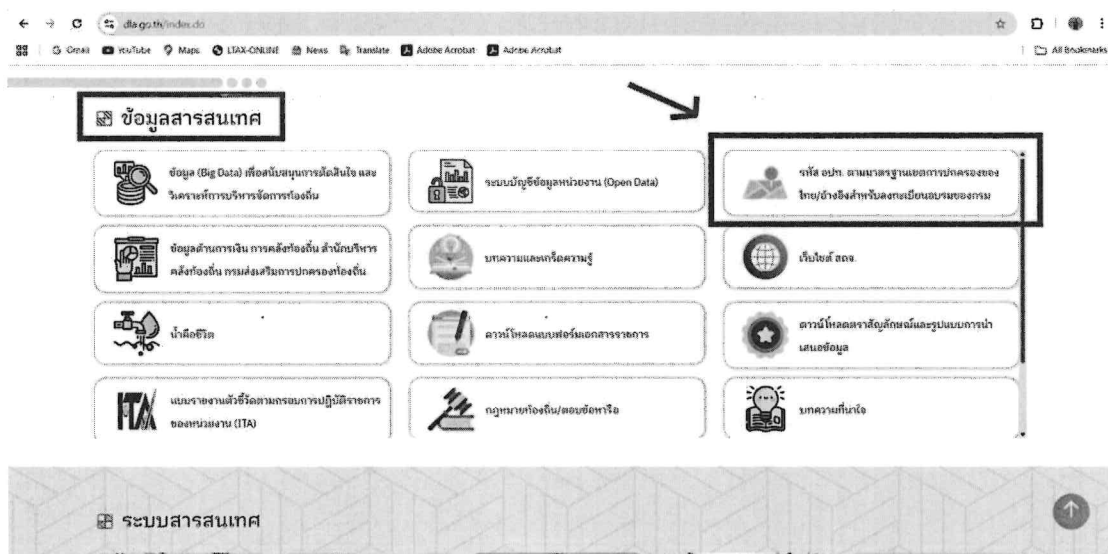 dla.go.th/index.do
Gmail YouTube Maps LTAX-ONLINE News Translate Adobe Acrobat Adobe Acrobat All Bookmarks
ข้อมูลสารสนเทศ
ข้อมูล (Big Data) เพื่อสนับสนุนการตัดสินใจ และ
วิเคราะห์การบริหารจัดการท้องถิ่น
ระบบบัญชีข้อมูลหน่วยงาน (Open Data)
รหัส อปท. ตามมาตรฐานเขตการปกครองของ
ไทย/อ้างอิงสำหรับลงทะเบียนอบรมของกรม
ข้อมูลด้านการเงิน การคลังท้องถิ่น สำนักบริหาร
คลังท้องถิ่น กรมส่งเสริมการปกครองท้องถิ่น
บทความและเกร็ดความรู้
เว็บไซต์ สถจ.
น้ำคือชีวิต
ดาวน์โหลดแบบฟอร์มเอกสารราชการ
ดาวน์โหลดตราสัญลักษณ์และรูปแบบการนำ
เสนอข้อมูล
ITA
แบบรายงานตัวชี้วัดตามกรอบการปฏิบัติราชการ
ของหน่วยงาน (ITA)
กฎหมายท้องถิ่น/ตอบข้อหารือ
บทความที่น่าใจ
ระบบสารสนเทศ